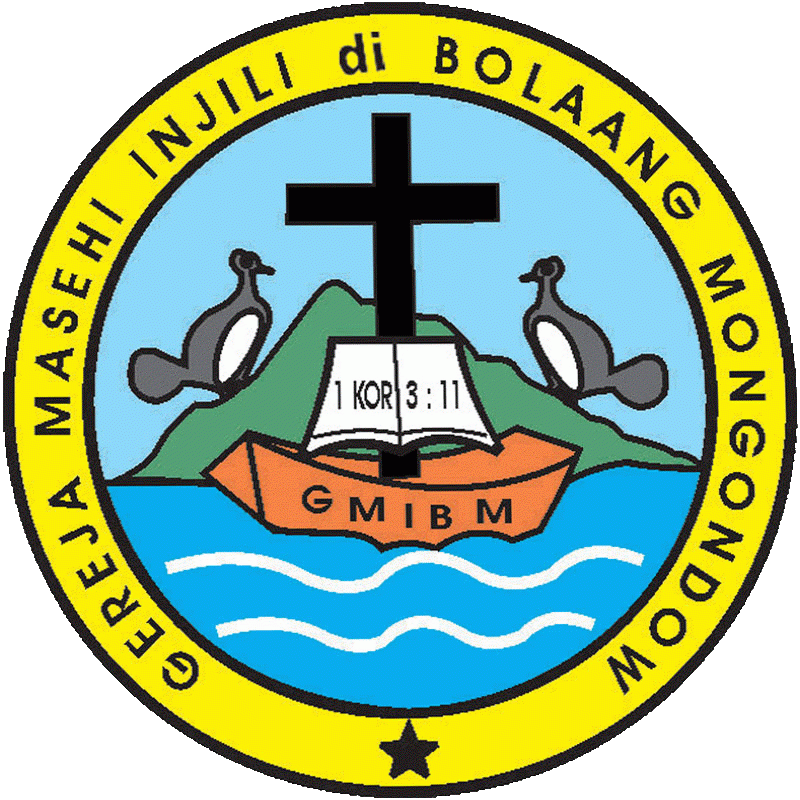 GEREJA MASEHI INJILI di BOLAANG MONGONDOW
1 KOR 3 : 11
GMIBM